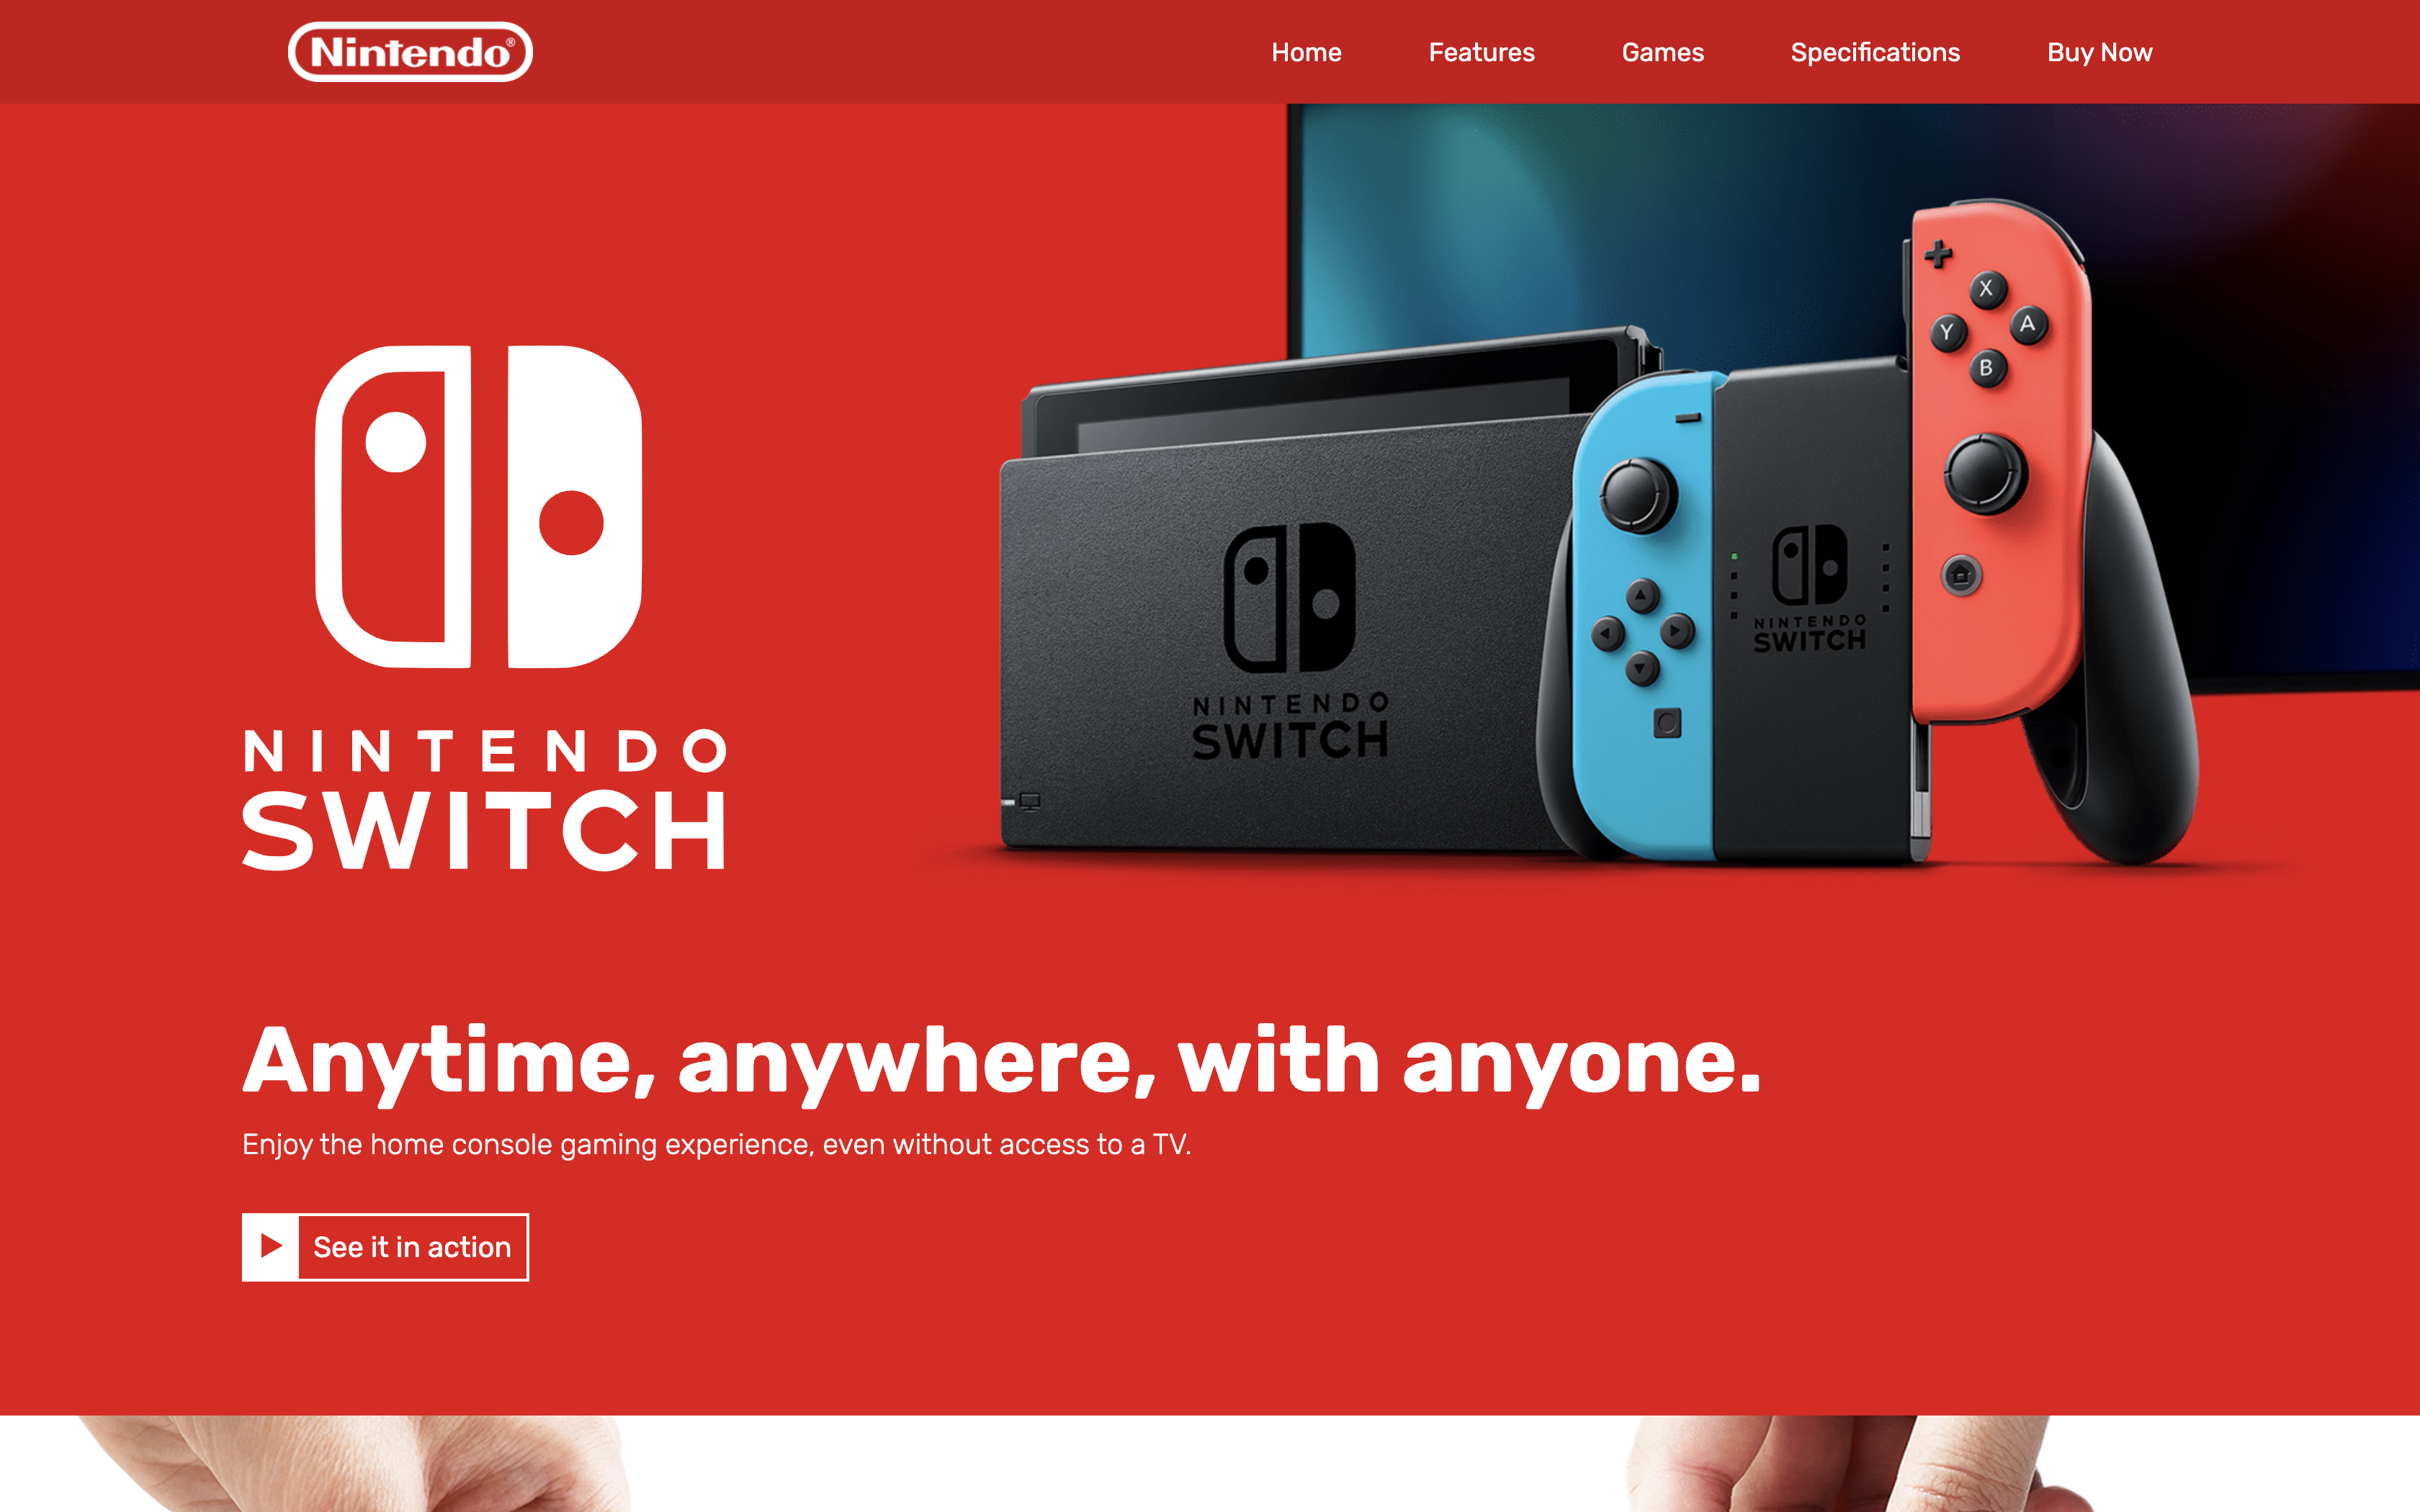 Nintendo®
Home Features Games Specifications Buy Now
NINTENDO
SWITCH
NINTENDO
SWITCH
NINTENDO
SWITCH
X
Y A
B
Anytime, anywhere, with anyone.
Enjoy the home console gaming experience, even without access to a TV.
See it in action